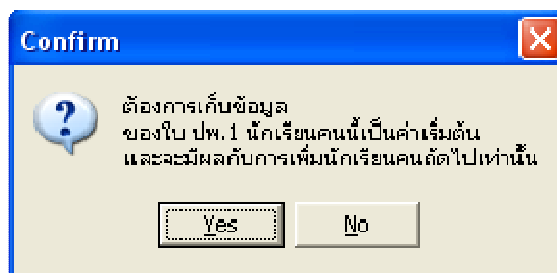 Confirm
ต้องการเก็บข้อมูล
ของใบ ปพ.1 นักเรียนคนนี้เป็นค่าเริ่มต้น
และจะมีผลกับการเพิ่มนักเรียนคนถัดไปเท่านั้น
Yes No